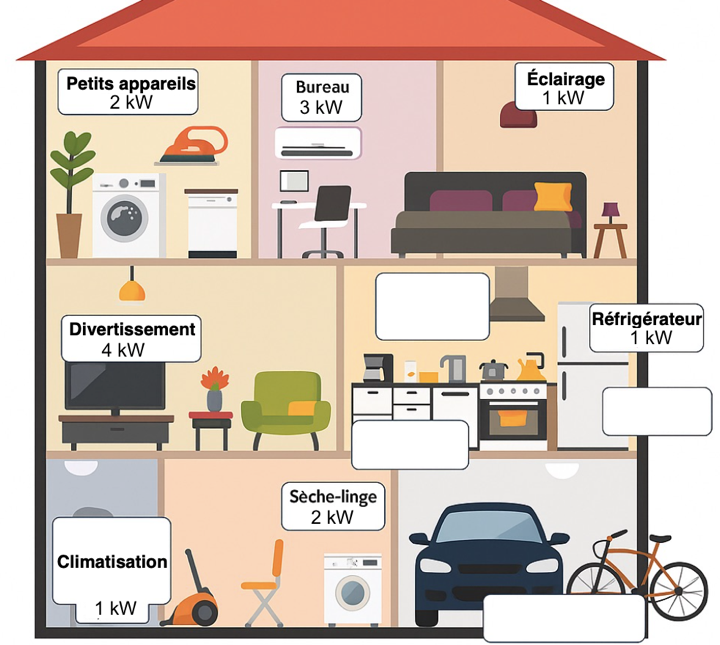 Petits appareils
2 kW
Bureau
3 kW
Éclairage
1 kW
Divertissement
4 kW
Réfrigérateur
1 kW
Sèche-linge
2 kW
Climatisation
1 kW